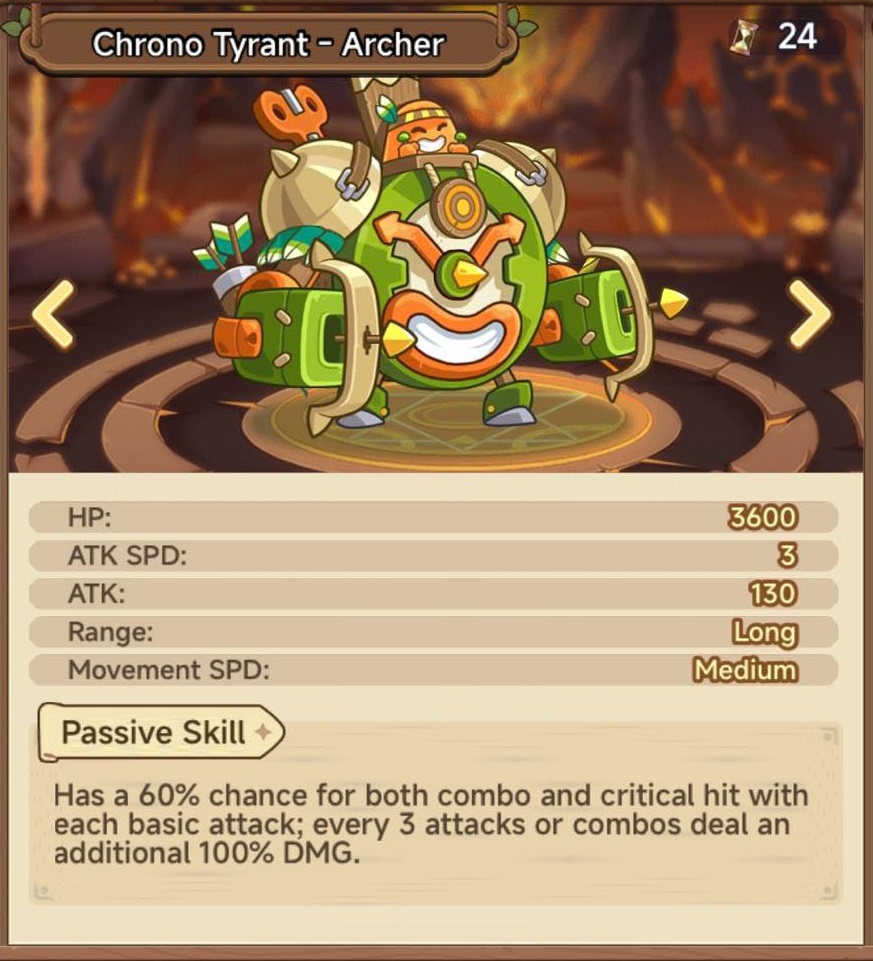 Chrono Tyrant - Archer
24
HP: 3600
ATK SPD: 3
ATK: 130
Range: Long
Movement SPD: Medium
Passive Skill
Has a 60% chance for both combo and critical hit with
each basic attack; every 3 attacks or combos deal an
additional 100% DMG.